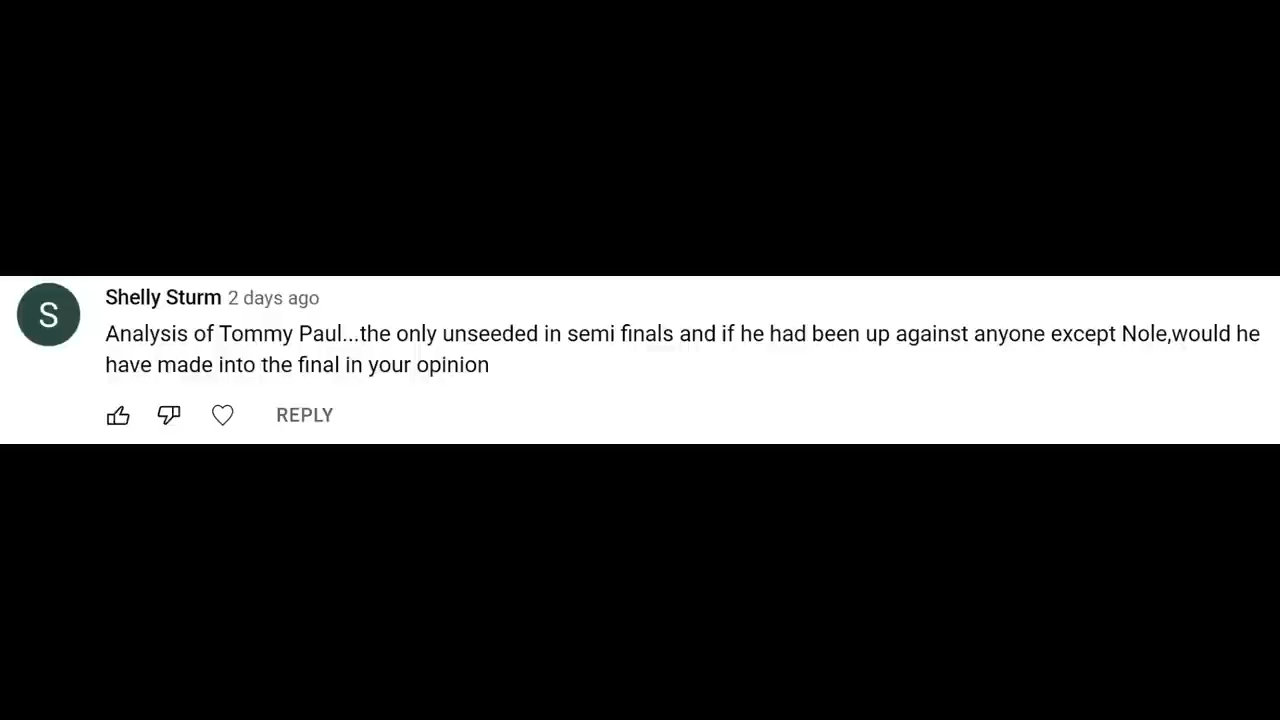 S
Shelly Sturm 2 days ago
Analysis of Tommy Paul...the only unseeded in semi finals and if he had been up against anyone except Nole,would he
have made into the final in your opinion
REPLY